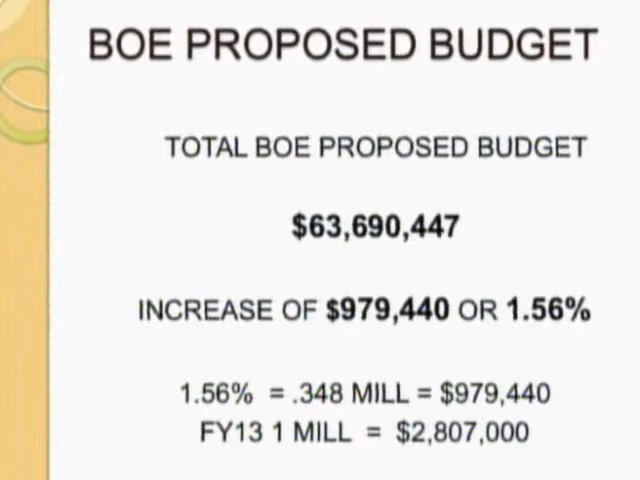 BOE PROPOSED BUDGET
TOTAL BOE PROPOSED BUDGET
$63,690,447
INCREASE OF $979,440 OR 1.56%
1.56% = .348 MILL = $979,440
FY13 1 MILL = $2,807,000